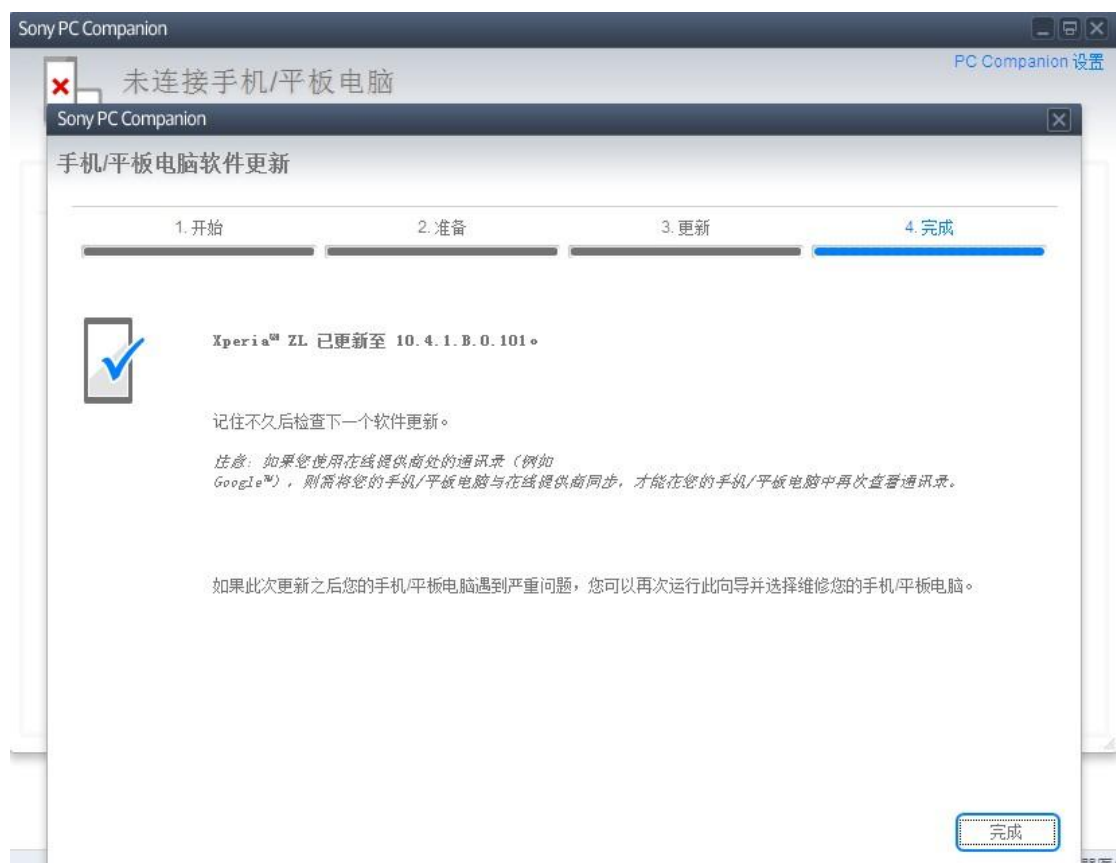 Sony PC Companion
PC Companion 设置
未连接手机/平板电脑
Sony PC Companion
手机/平板电脑软件更新
1. 开始
2. 准备
3. 更新
4. 完成
Xperia™ ZL 已更新至 10.4.1.B.0.101。
记住不久后检查下一个软件更新。
注意: 如果您使用在线提供商处的通讯录（例如
Google™），则需将您的手机/平板电脑与在线提供商同步，才能在您的手机/平板电脑中再次查看通讯录。
如果此次更新之后您的手机/平板电脑遇到严重问题，您可以再次运行此向导并选择维修您的手机/平板电脑。
完成